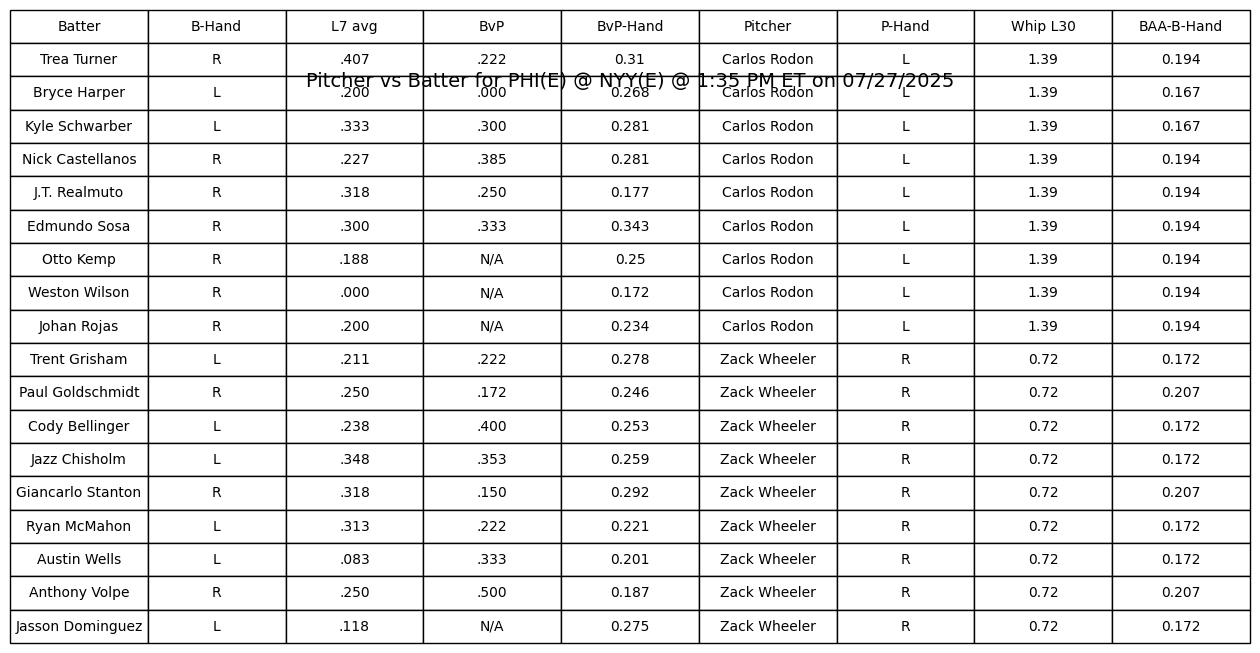 Batter B-Hand L7 avg BvP BvP-Hand Pitcher P-Hand Whip L30 BAA-B-Hand
Trea Turner R .407 .222 0.31 Carlos Rodon L 1.39 0.194
Pitcher vs Batter for PHI(E) @ NYY(E) @ 1:35 PM ET on 07/27/2025
Bryce Harper L .200 .000 0.268 Carlos Rodon L 1.39 0.167
Kyle Schwarber L .333 .300 0.281 Carlos Rodon L 1.39 0.167
Nick Castellanos R .227 .385 0.281 Carlos Rodon L 1.39 0.194
J.T. Realmuto R .318 .250 0.177 Carlos Rodon L 1.39 0.194
Edmundo Sosa R .300 .333 0.343 Carlos Rodon L 1.39 0.194
Otto Kemp R .188 N/A 0.25 Carlos Rodon L 1.39 0.194
Weston Wilson R .000 N/A 0.172 Carlos Rodon L 1.39 0.194
Johan Rojas R .200 N/A 0.234 Carlos Rodon L 1.39 0.194
Trent Grisham L .211 .222 0.278 Zack Wheeler R 0.72 0.172
Paul Goldschmidt R .250 .172 0.246 Zack Wheeler R 0.72 0.207
Cody Bellinger L .238 .400 0.253 Zack Wheeler R 0.72 0.172
Jazz Chisholm L .348 .353 0.259 Zack Wheeler R 0.72 0.172
Giancarlo Stanton R .318 .150 0.292 Zack Wheeler R 0.72 0.207
Ryan McMahon L .313 .222 0.221 Zack Wheeler R 0.72 0.172
Austin Wells L .083 .333 0.201 Zack Wheeler R 0.72 0.172
Anthony Volpe R .250 .500 0.187 Zack Wheeler R 0.72 0.207
Jasson Dominguez L .118 N/A 0.275 Zack Wheeler R 0.72 0.172